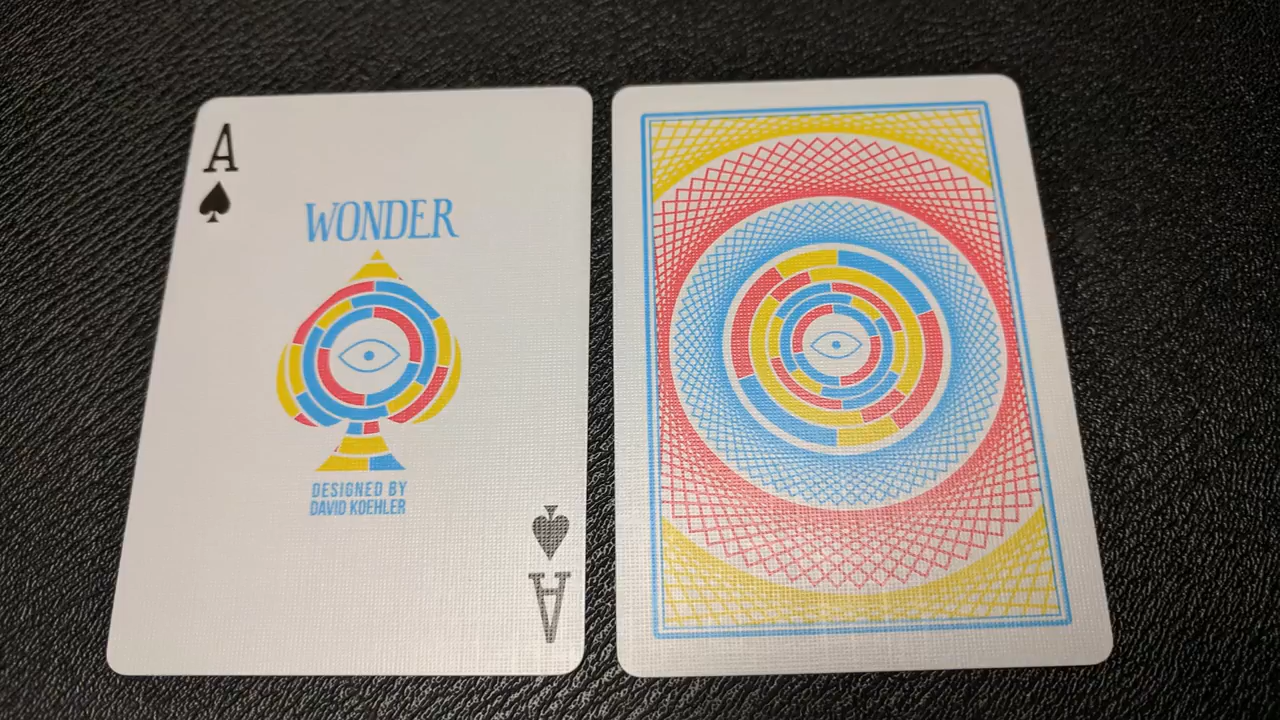 A
WONDER
DESIGNED BY
DAVID KOEHLER
A